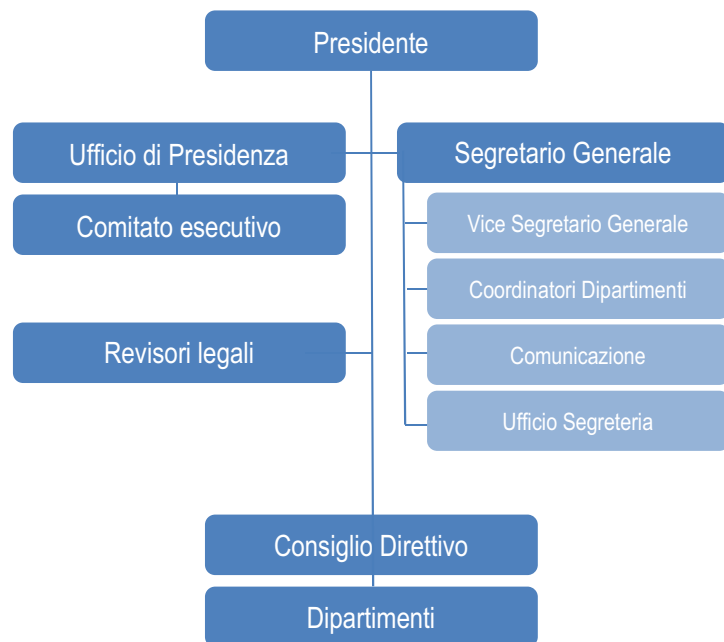 Presidente
Ufficio di Presidenza
Segretario Generale
Comitato esecutivo
Vice Segretario Generale
Coordinatori Dipartimenti
Revisori legali
Comunicazione
Ufficio Segreteria
Consiglio Direttivo
Dipartimenti